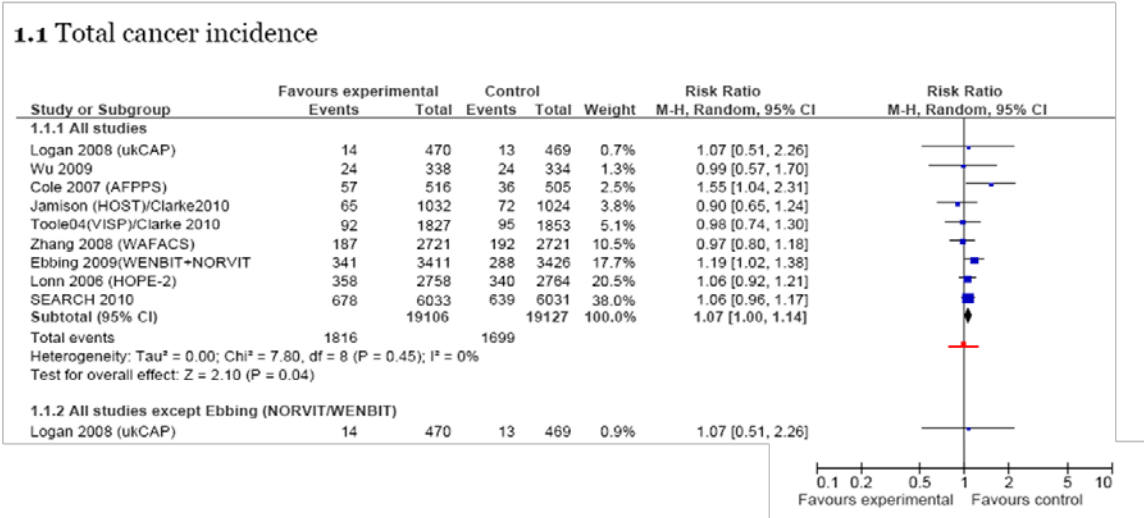 1.1 Total cancer incidence
Favours experimental Control Risk Ratio Risk Ratio
Study or Subgroup Events Total Events Total Weight M-H, Random, 95% CI M-H, Random, 95% CI
1.1.1 All studies
Logan 2008 (ukCAP) 14 470 13 469 0.7% 1.07 [0.51, 2.26]
Wu 2009 24 338 24 334 1.3% 0.99 [0.57, 1.70]
Cole 2007 (AFPPS) 57 516 36 505 2.5% 1.55 [1.04, 2.31]
Jamison (HOST)/Clarke2010 65 1032 72 1024 3.8% 0.90 [0.65, 1.24]
Toole04(VISP)/Clarke 2010 92 1827 95 1853 5.1% 0.98 [0.74, 1.30]
Zhang 2008 (WAFACS) 187 2721 192 2721 10.5% 0.97 [0.80, 1.18]
Ebbing 2009(WENBIT+NORVIT 341 3411 288 3426 17.7% 1.19 [1.02, 1.38]
Lonn 2006 (HOPE-2) 358 2758 340 2764 20.5% 1.06 [0.92, 1.21]
SEARCH 2010 678 6033 639 6031 38.0% 1.06 [0.96, 1.17]
Subtotal (95% CI) 19106 19127 100.0% 1.07 [1.00, 1.14]
Total events 1816 1699
Heterogeneity: Tau² = 0.00; Chi² = 7.80, df = 8 (P = 0.45); I² = 0%
Test for overall effect: Z = 2.10 (P = 0.04)
1.1.2 All studies except Ebbing (NORVIT/WENBIT)
Logan 2008 (ukCAP) 14 470 13 469 0.9% 1.07 [0.51, 2.26]
0.1 0.2 0.5 1 2 5 10
Favours experimental Favours control